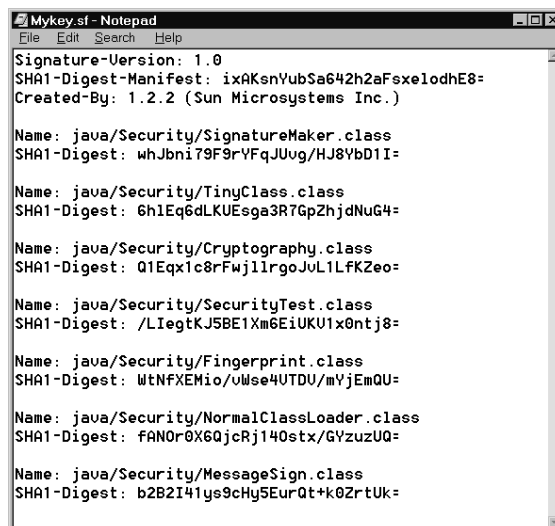 Mykey.sf - Notepad
File Edit Search Help
Signature-Version: 1.0
SHA1-Digest-Manifest: ixAKsnYubSa642h2aFsxelodhE8=
Created-By: 1.2.2 (Sun Microsystems Inc.)
Name: java/Security/SignatureMaker.class
SHA1-Digest: whJbni79F9rYFqJUvg/HJ8YbD1I=
Name: java/Security/TinyClass.class
SHA1-Digest: 6hlEq6dLKUEsga3R7GpZhjdNuG4=
Name: java/Security/Cryptography.class
SHA1-Digest: Q1Eqx1c8rFwjllrgoJvL1LfKZeo=
Name: java/Security/SecurityTest.class
SHA1-Digest: /LIegtKJ5BE1Xm6EiUKV1x0ntj8=
Name: java/Security/Fingerprint.class
SHA1-Digest: WtNfXEMio/vWse4VTDV/mYjEmQU=
Name: java/Security/NormalClassLoader.class
SHA1-Digest: fANOr0X6QjcRj14Ostx/GYzuzUQ=
Name: java/Security/MessageSign.class
SHA1-Digest: b2B2I41ys9cHy5EurQt+k0ZrtUk=